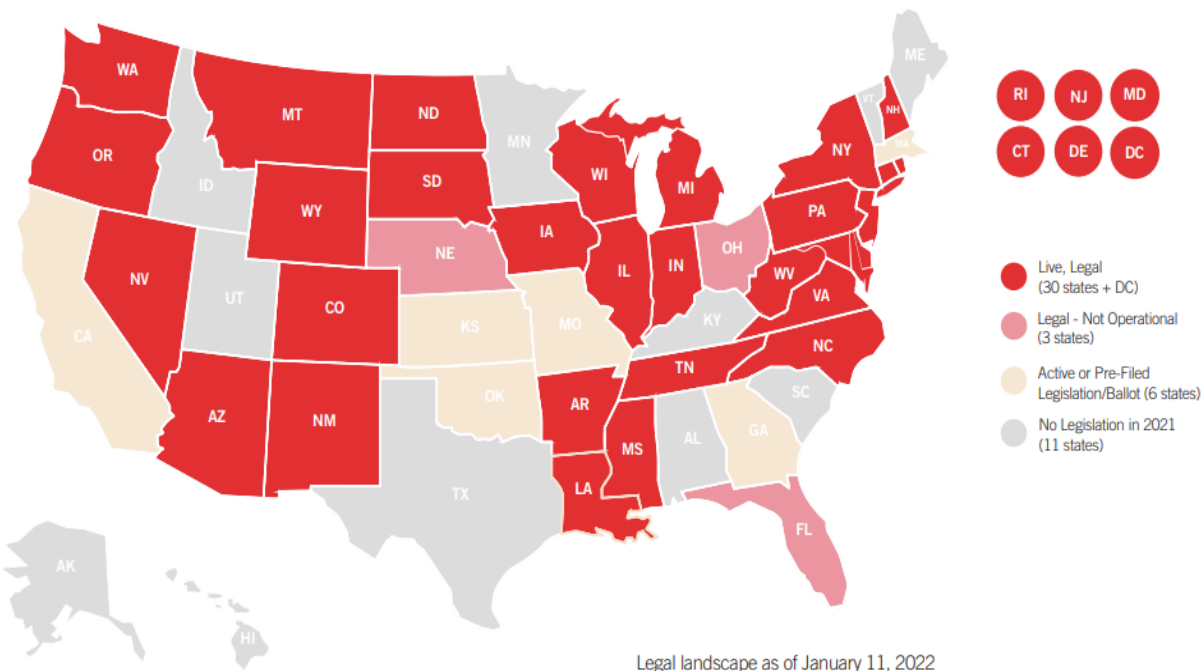 WA
MT
ND
MN
ME
VT
NH
OR
ID
SD
WI
NY
MA
WY
MI
IA
PA
NE
OH
NV
UT
CO
IL
IN
WV
VA
CA
KS
MO
KY
NC
TN
AZ
NM
OK
AR
SC
MS
AL
GA
LA
TX
FL
AK
HI
RI NJ MD
CT DE DC
Live, Legal
(30 states + DC)
Legal - Not Operational
(3 states)
Active or Pre-Filed
Legislation/Ballot (6 states)
No Legislation in 2021
(11 states)
Legal landscape as of January 11, 2022